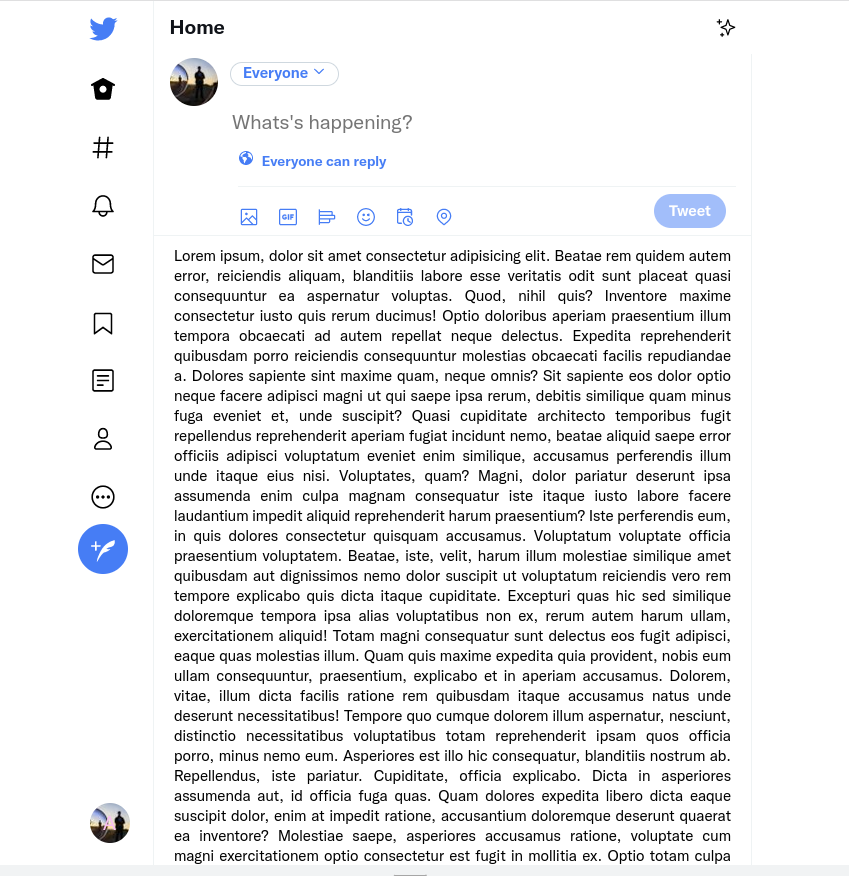 Home
Everyone
What's happening?
Everyone can reply
GIF
Tweet
Lorem ipsum, dolor sit amet consectetur adipisicing elit. Beatae rem quidem autem
error, reiciendis aliquam, blanditiis labore esse veritatis odit sunt placeat quasi
consequuntur ea aspernatur voluptas. Quod, nihil quis? Inventore maxime
consectetur iusto quis rerum ducimus! Optio doloribus aperiam praesentium illum
tempora obcaecati ad autem repellat neque delectus. Expedita reprehenderit
quibusdam porro reiciendis consequuntur molestias obcaecati facilis repudiandae
a. Dolores sapiente sint maxime quam, neque omnis? Sit sapiente eos dolor optio
neque facere adipisci magni ut qui saepe ipsa rerum, debitis similique quam minus
fuga eveniet et, unde suscipit? Quasi cupiditate architecto temporibus fugit
repellendus reprehenderit aperiam fugiat incidunt nemo, beatae aliquid saepe error
officiis adipisci voluptatum eveniet enim similique, accusamus perferendis illum
unde itaque eius nisi. Voluptates, quam? Magni, dolor pariatur deserunt ipsa
assumenda enim culpa magnam consequatur iste itaque iusto labore facere
laudantium impedit aliquid reprehenderit harum praesentium? Iste perferendis eum,
in quis dolores consectetur quisquam accusamus. Voluptatum voluptate officia
praesentium voluptatem. Beatae, iste, velit, harum illum molestiae similique amet
quibusdam aut dignissimos nemo dolor suscipit ut voluptatum reiciendis vero rem
tempore explicabo quis dicta itaque cupiditate. Excepturi quas hic sed similique
doloremque tempora ipsa alias voluptatibus non ex, rerum autem harum ullam,
exercitationem aliquid! Totam magni consequatur sunt delectus eos fugit adipisci,
eaque quas molestias illum. Quam quis maxime expedita quia provident, nobis eum
ullam consequuntur, praesentium, explicabo et in aperiam accusamus. Dolorem,
vitae, illum dicta facilis ratione rem quibusdam itaque accusamus natus unde
deserunt necessitatibus! Tempore quo cumque dolorem illum aspernatur, nesciunt,
distinctio necessitatibus voluptatibus totam reprehenderit ipsam quos officia
porro, minus nemo eum. Asperiores est illo hic consequatur, blanditiis nostrum ab.
Repellendus, iste pariatur. Cupiditate, officia explicabo. Dicta in asperiores
assumenda aut, id officia fuga quas. Quam dolores expedita libero dicta eaque
suscipit dolor, enim at impedit ratione, accusantium doloremque deserunt quaerat
ea inventore? Molestiae saepe, asperiores accusamus ratione, voluptate cum
magni exercitationem optio consectetur est fugit in mollitia ex. Optio totam culpa